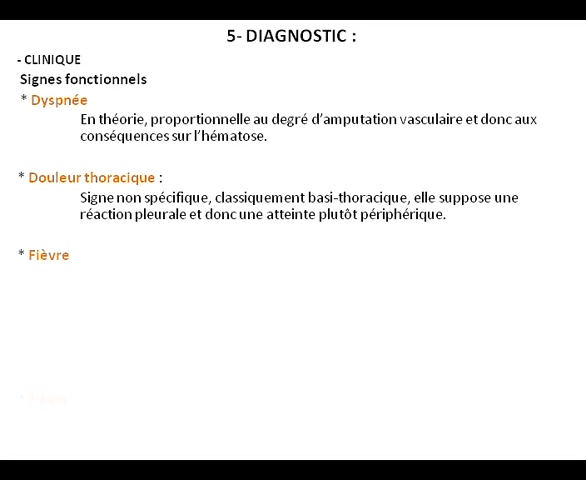 5- DIAGNOSTIC :
- CLINIQUE
Signes fonctionnels
* Dyspnée
En théorie, proportionnelle au degré d’amputation vasculaire et donc aux
conséquences sur l’hématose.
* Douleur thoracique :
Signe non spécifique, classiquement basi-thoracique, elle suppose une
réaction pleurale et donc une atteinte plutôt périphérique.
* Fièvre